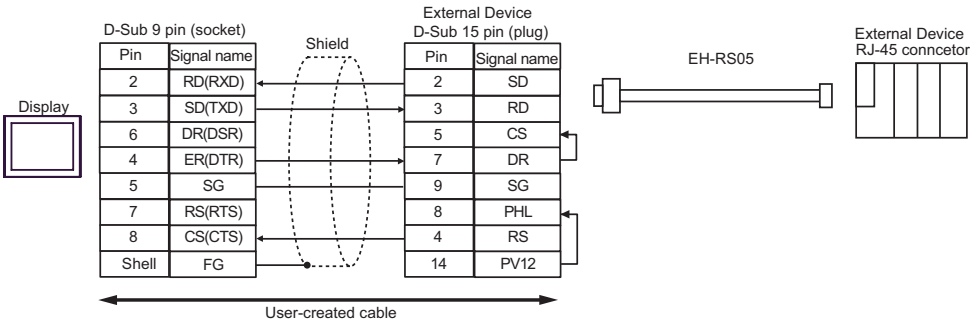 External Device
D-Sub 9 pin (socket)
D-Sub 15 pin (plug)
Shield
Pin Signal name
2 RD(RXD)
3 SD(TXD)
6 DR(DSR)
4 ER(DTR)
5 SG
7 RS(RTS)
8 CS(CTS)
Shell FG
Pin Signal name
2 SD
3 RD
5 CS
7 DR
9 SG
8 PHL
4 RS
14 PV12
Display
EH-RS05
External Device
RJ-45 conncetor
User-created cable